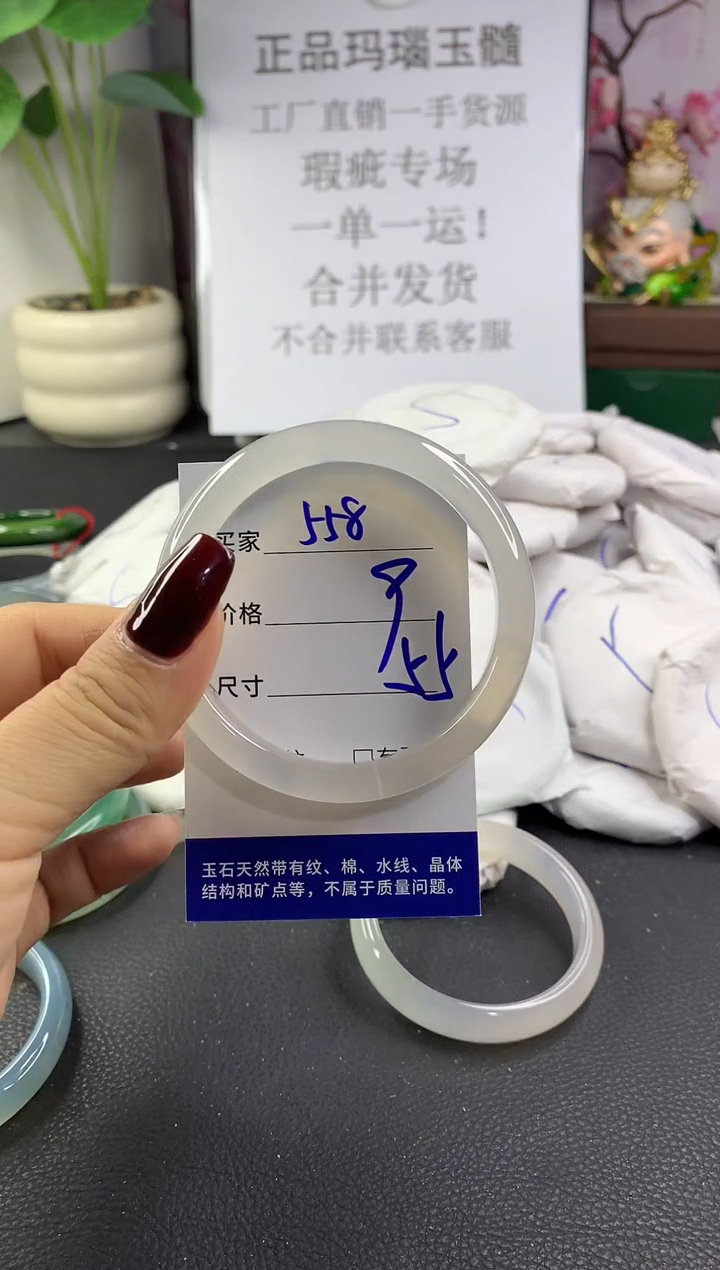 正品玛瑙玉髓
工厂直销一手货源
瑕疵专场
一单一运！
合并发货
不合并联系客服
买家 558
价格
尺寸 55
玉石天然带有纹、棉、水线、晶体
结构和矿点等，不属于质量问题。